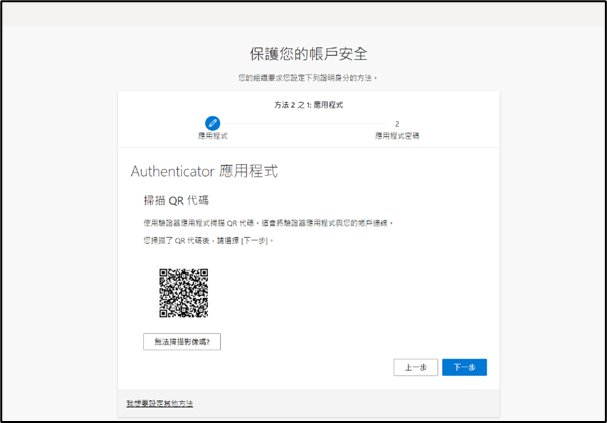 保護您的帳戶安全
您的組織要求您設定下列證明身分的方法。
方法 2 之 1: 應用程式
2
應用程式
應用程式密碼
Authenticator 應用程式
掃描 QR 代碼
使用驗證器應用程式掃描 QR 代碼。這會將驗證器應用程式與您的帳戶連線。
您掃描了 QR 代碼後，請選擇 [下一步]。
無法掃描影像嗎?
上一步
下一步
我想要設定其他方法